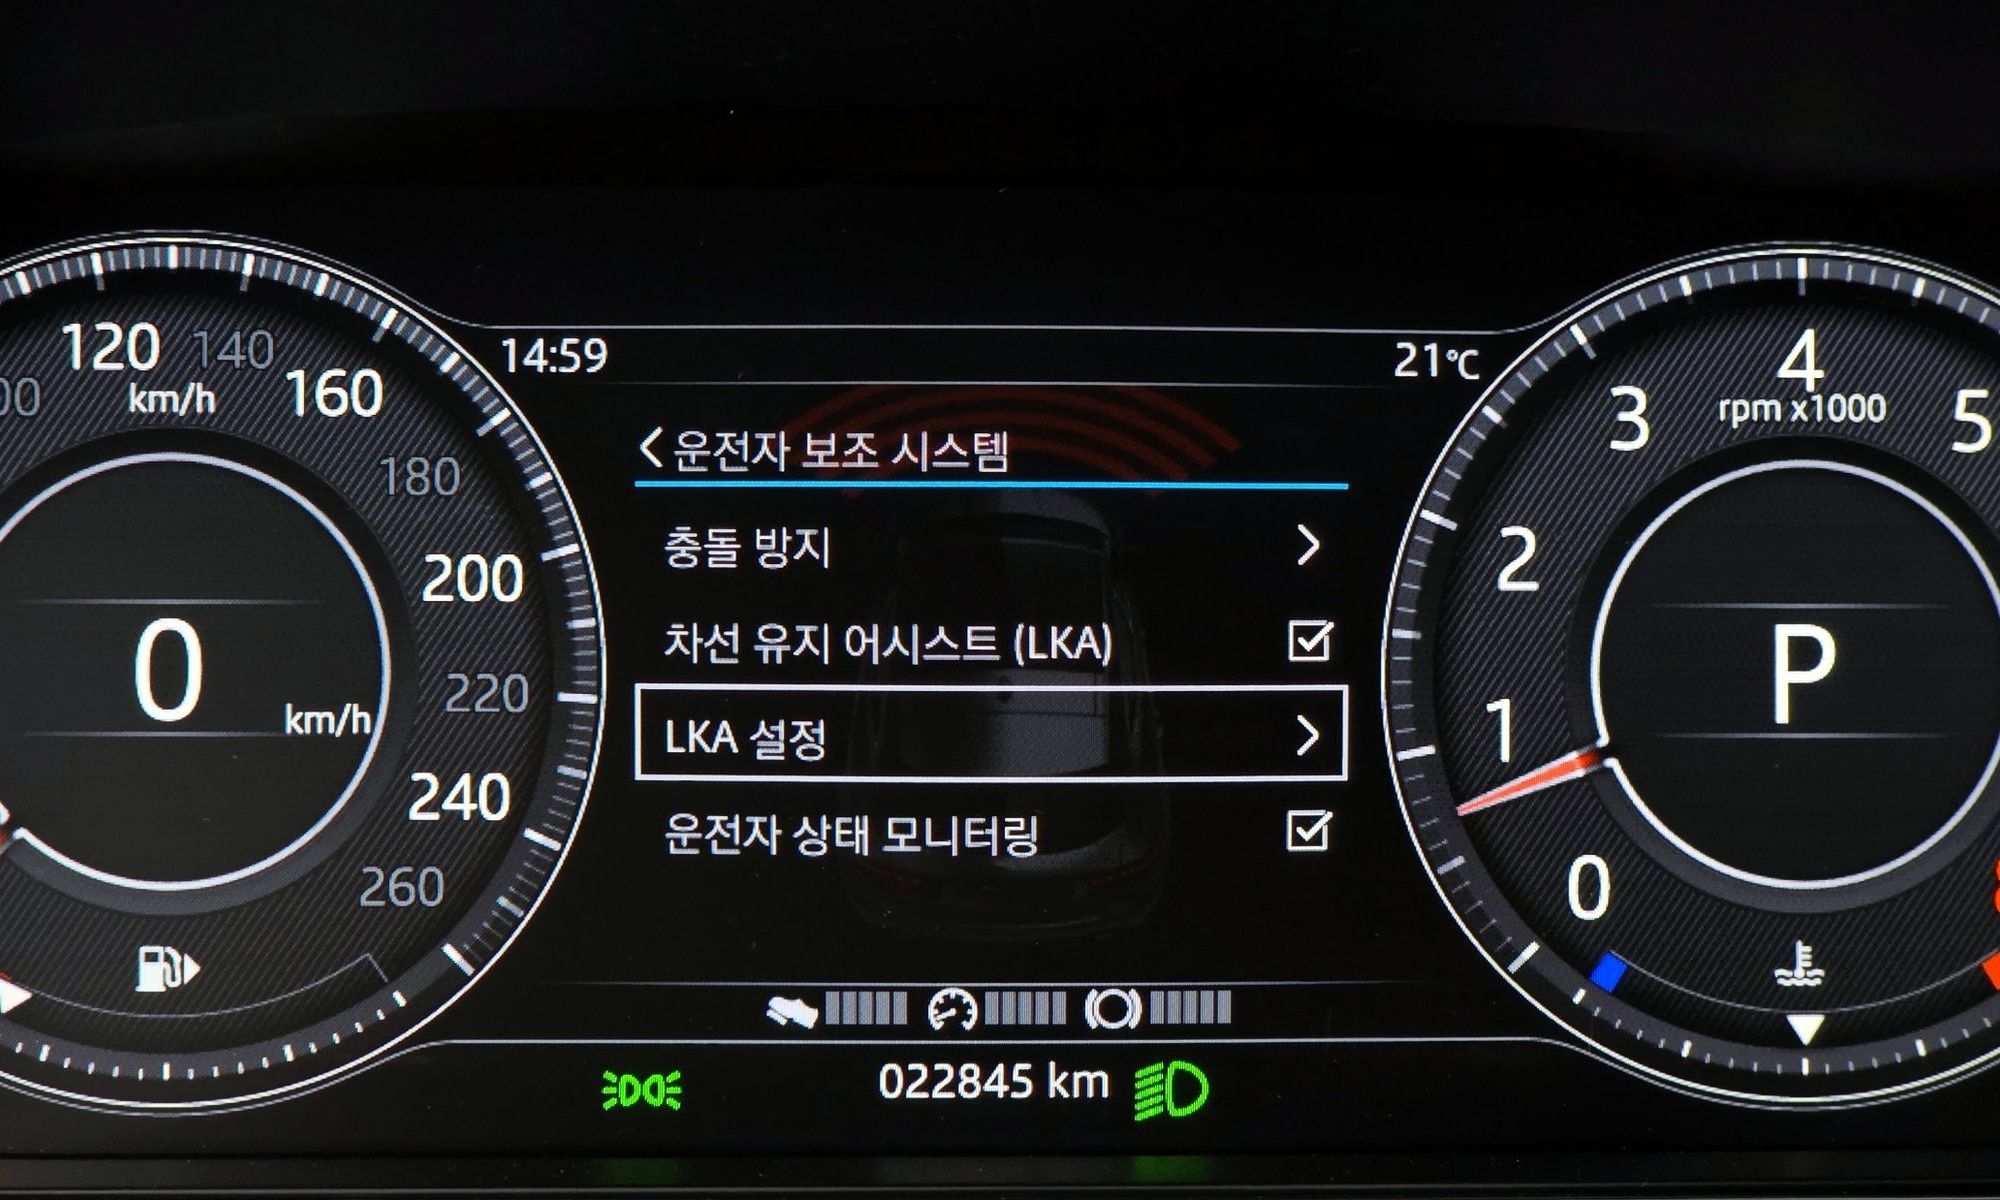 14:59
21℃
120 140 160
km/h
180
200
220
240
260
0
km/h
운전자 보조 시스템
충돌 방지
차선 유지 어시스트 (LKA)
LKA 설정
운전자 상태 모니터링
022845 km
0 1 2 3 4 5
rpm x1000
P